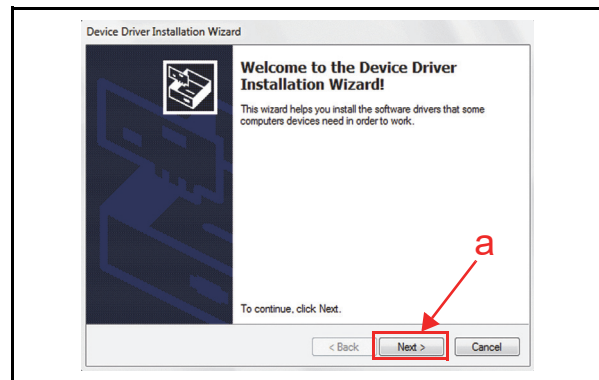 Device Driver Installation Wizard
Welcome to the Device Driver
Installation Wizard!
This wizard helps you install the software drivers that some
computers devices need in order to work.
a
To continue, click Next.
< Back
Next >
Cancel